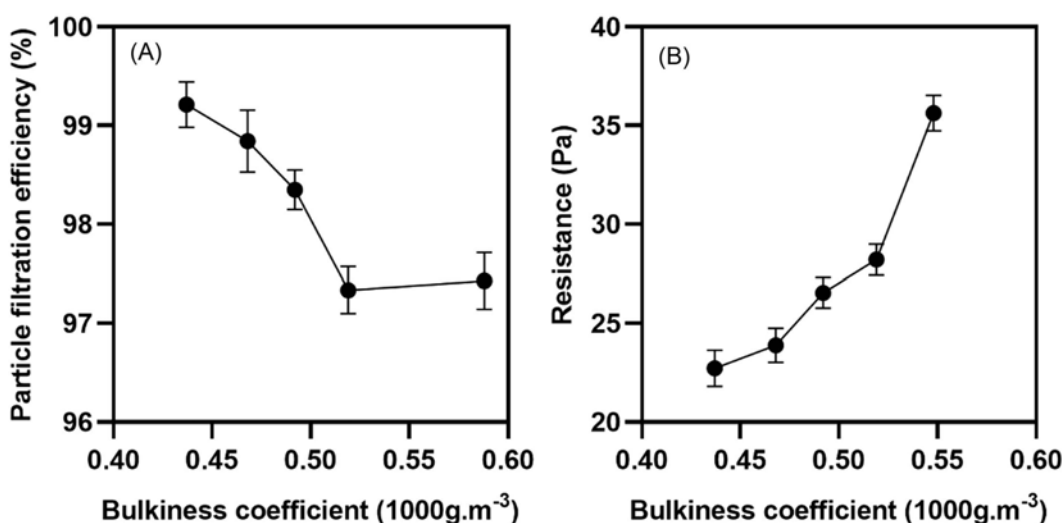 (A)
Particle filtration efficiency (%)
100
99
98
97
96
0.40 0.45 0.50 0.55 0.60
Bulkiness coefficient (1000g.m-3)
(B)
Resistance (Pa)
40
35
30
25
20
0.40 0.45 0.50 0.55 0.60
Bulkiness coefficient (1000g.m-3)